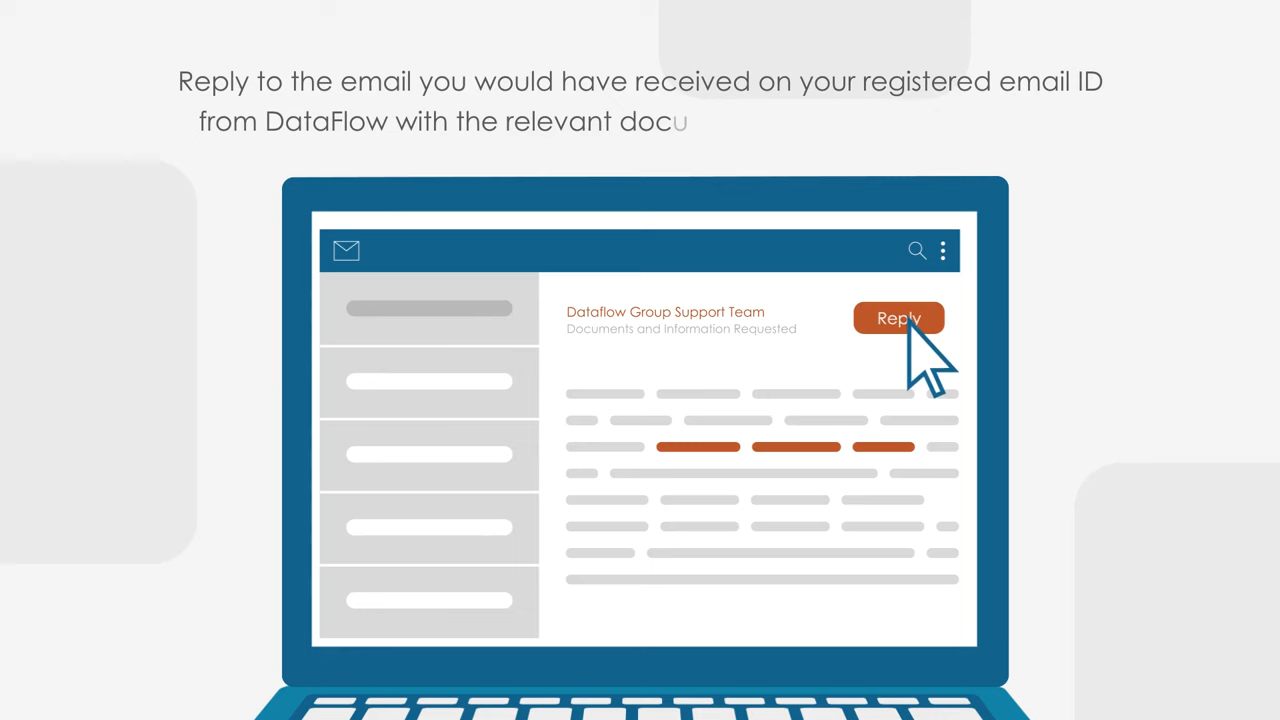 Reply to the email you would have received on your registered email ID
from DataFlow with the relevant docu
Dataflow Group Support Team
Documents and Information Requested
Reply